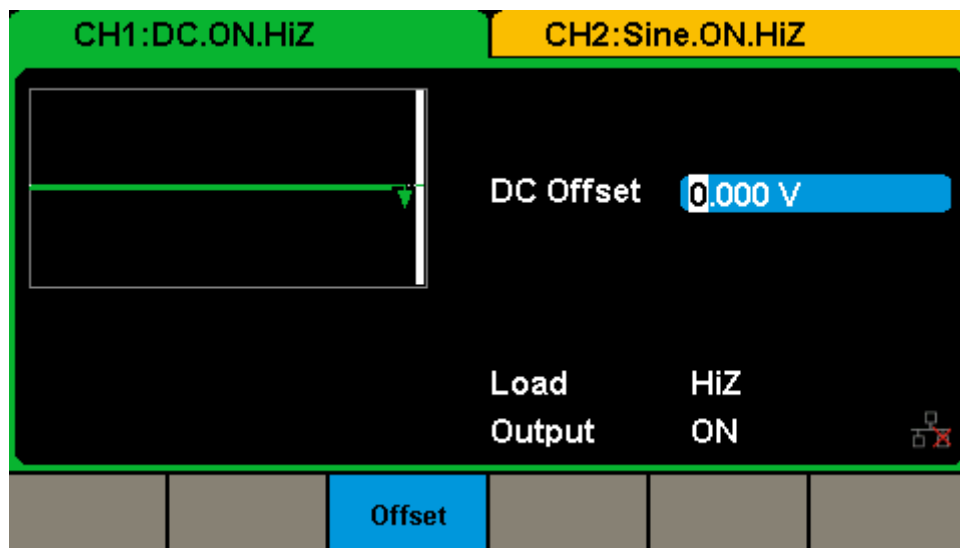 CH1:DC.ON.HiZ
CH2:Sine.ON.HiZ
DC Offset 0.000 V
Load HiZ
Output ON
Offset